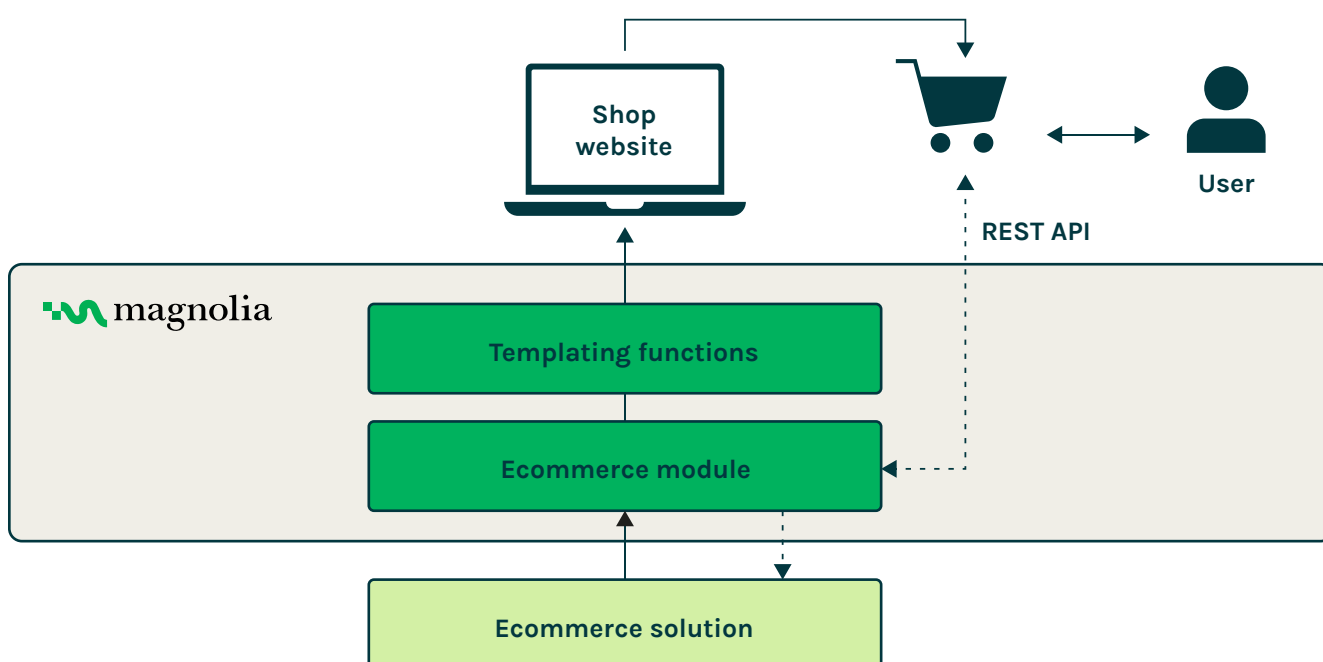 Shop
website
User
REST API
magnolia
Templating functions
Ecommerce module
Ecommerce solution